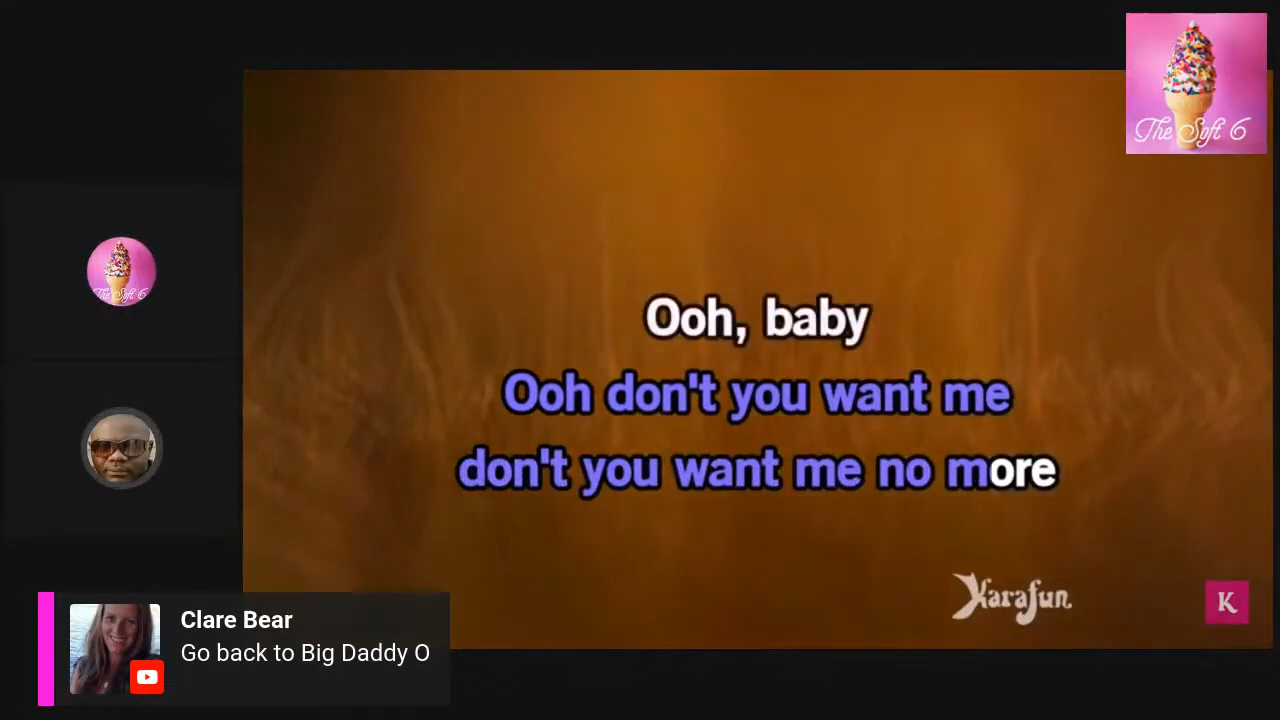 The Soft 6
Ooh, baby
Ooh don't you want me
don't you want me no more
The Soft 6
Karafun
K
Clare Bear
Go back to Big Daddy O